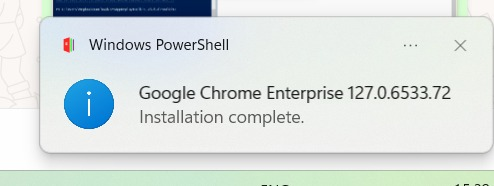 Windows PowerShell
Google Chrome Enterprise 127.0.6533.72
Installation complete.